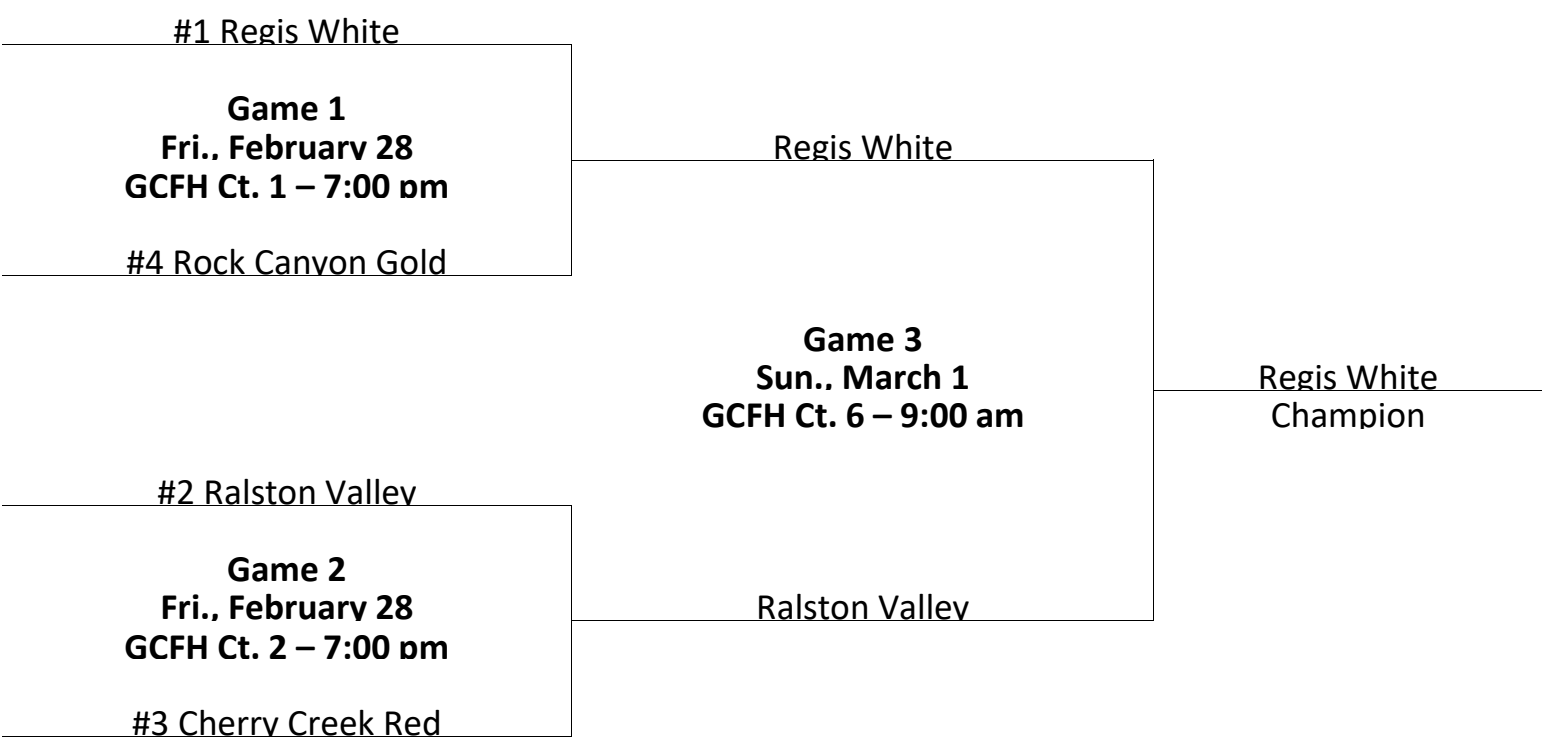 #1 Regis White
Game 1
Fri., February 28
GCFH Ct. 1 – 7:00 pm
#4 Rock Canyon Gold
Regis White
Game 3
Sun., March 1
GCFH Ct. 6 – 9:00 am
Regis White
Champion
#2 Ralston Valley
Game 2
Fri., February 28
GCFH Ct. 2 – 7:00 pm
#3 Cherry Creek Red
Ralston Valley